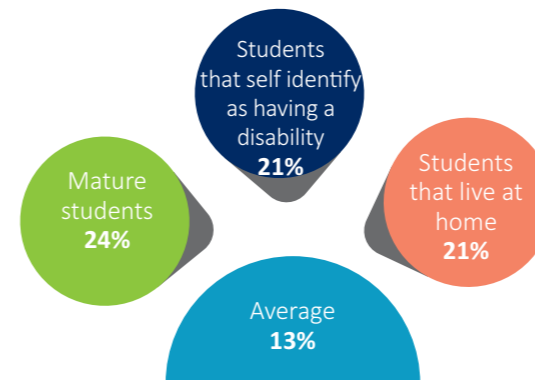 Students
that self identify
as having a
disability
21%
Mature
students
24%
Students
that live at
home
21%
Average
13%